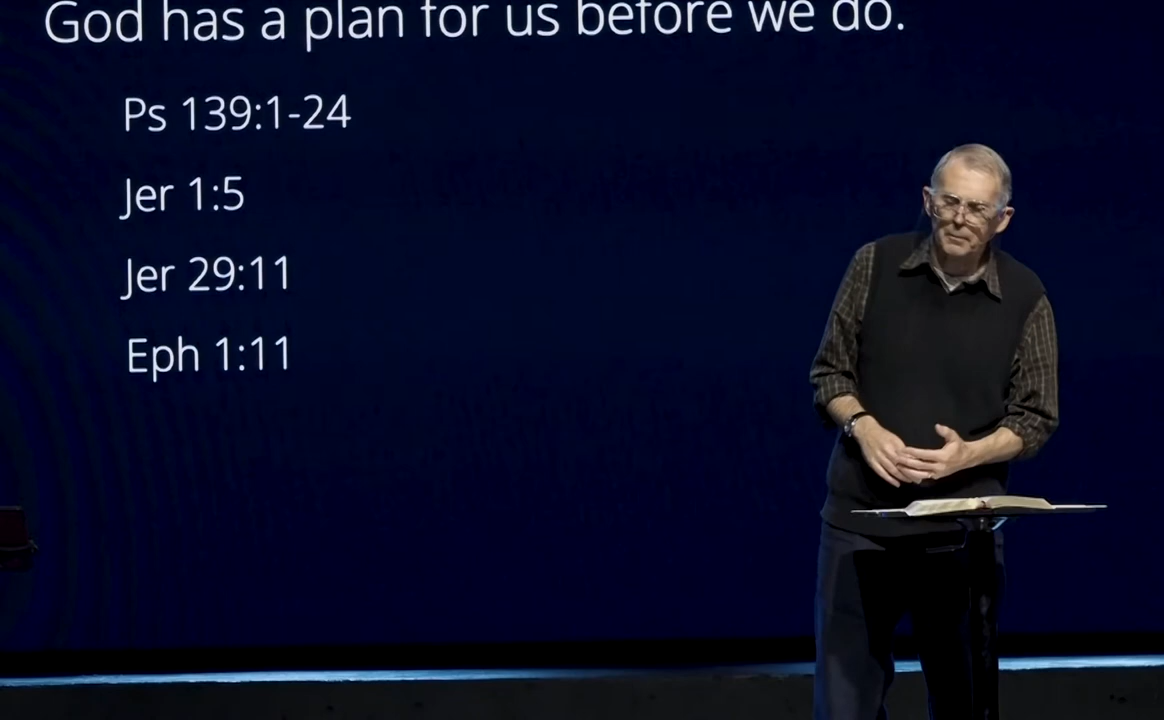 God has a plan for us before we do.
Ps 139:1-24
Jer 1:5
Jer 29:11
Eph 1:11